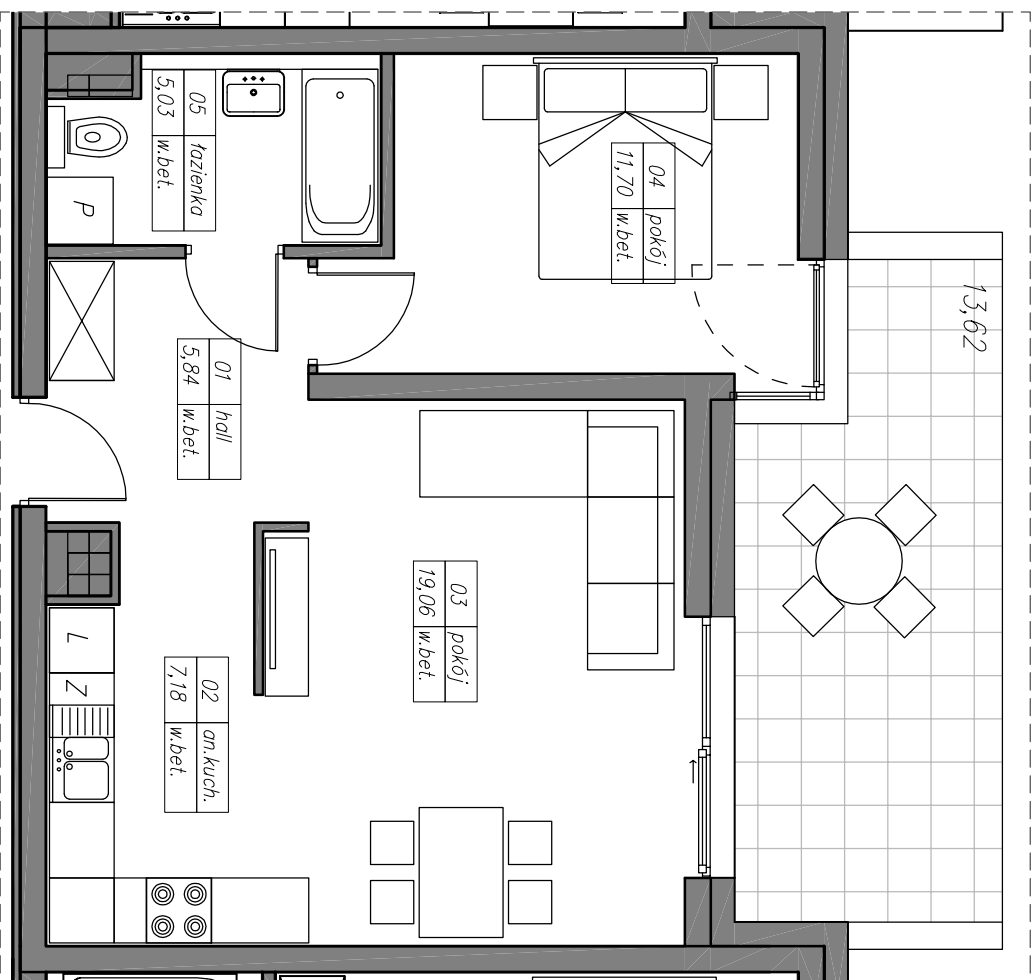 05 łazienka
5,03 w.bet.
P
04 pokój
11,70 w.bet.
13,62
01 hall
5,84 w.bet.
03 pokój
19,06 w.bet.
L
Z
02 an.kuch.
7,18 w.bet.